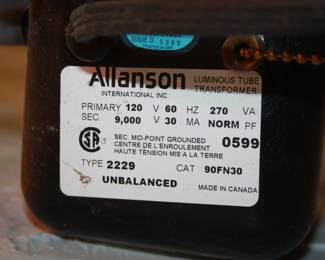 ISSUE D
5989
Allanson
INTERNATIONAL INC.
LUMINOUS TUBE
TRANSFORMER
PRIMARY 120 V 60 HZ 270 VA
SEC. 9,000 V 30 MA NORM PF
SEC. MID-POINT GROUNDED
CENTRE DE L'ENROULEMENT
HAUTE TENSION MIS A LA TERRE
0599
TYPE 2229 CAT 90FN30
UNBALANCED MADE IN CANADA